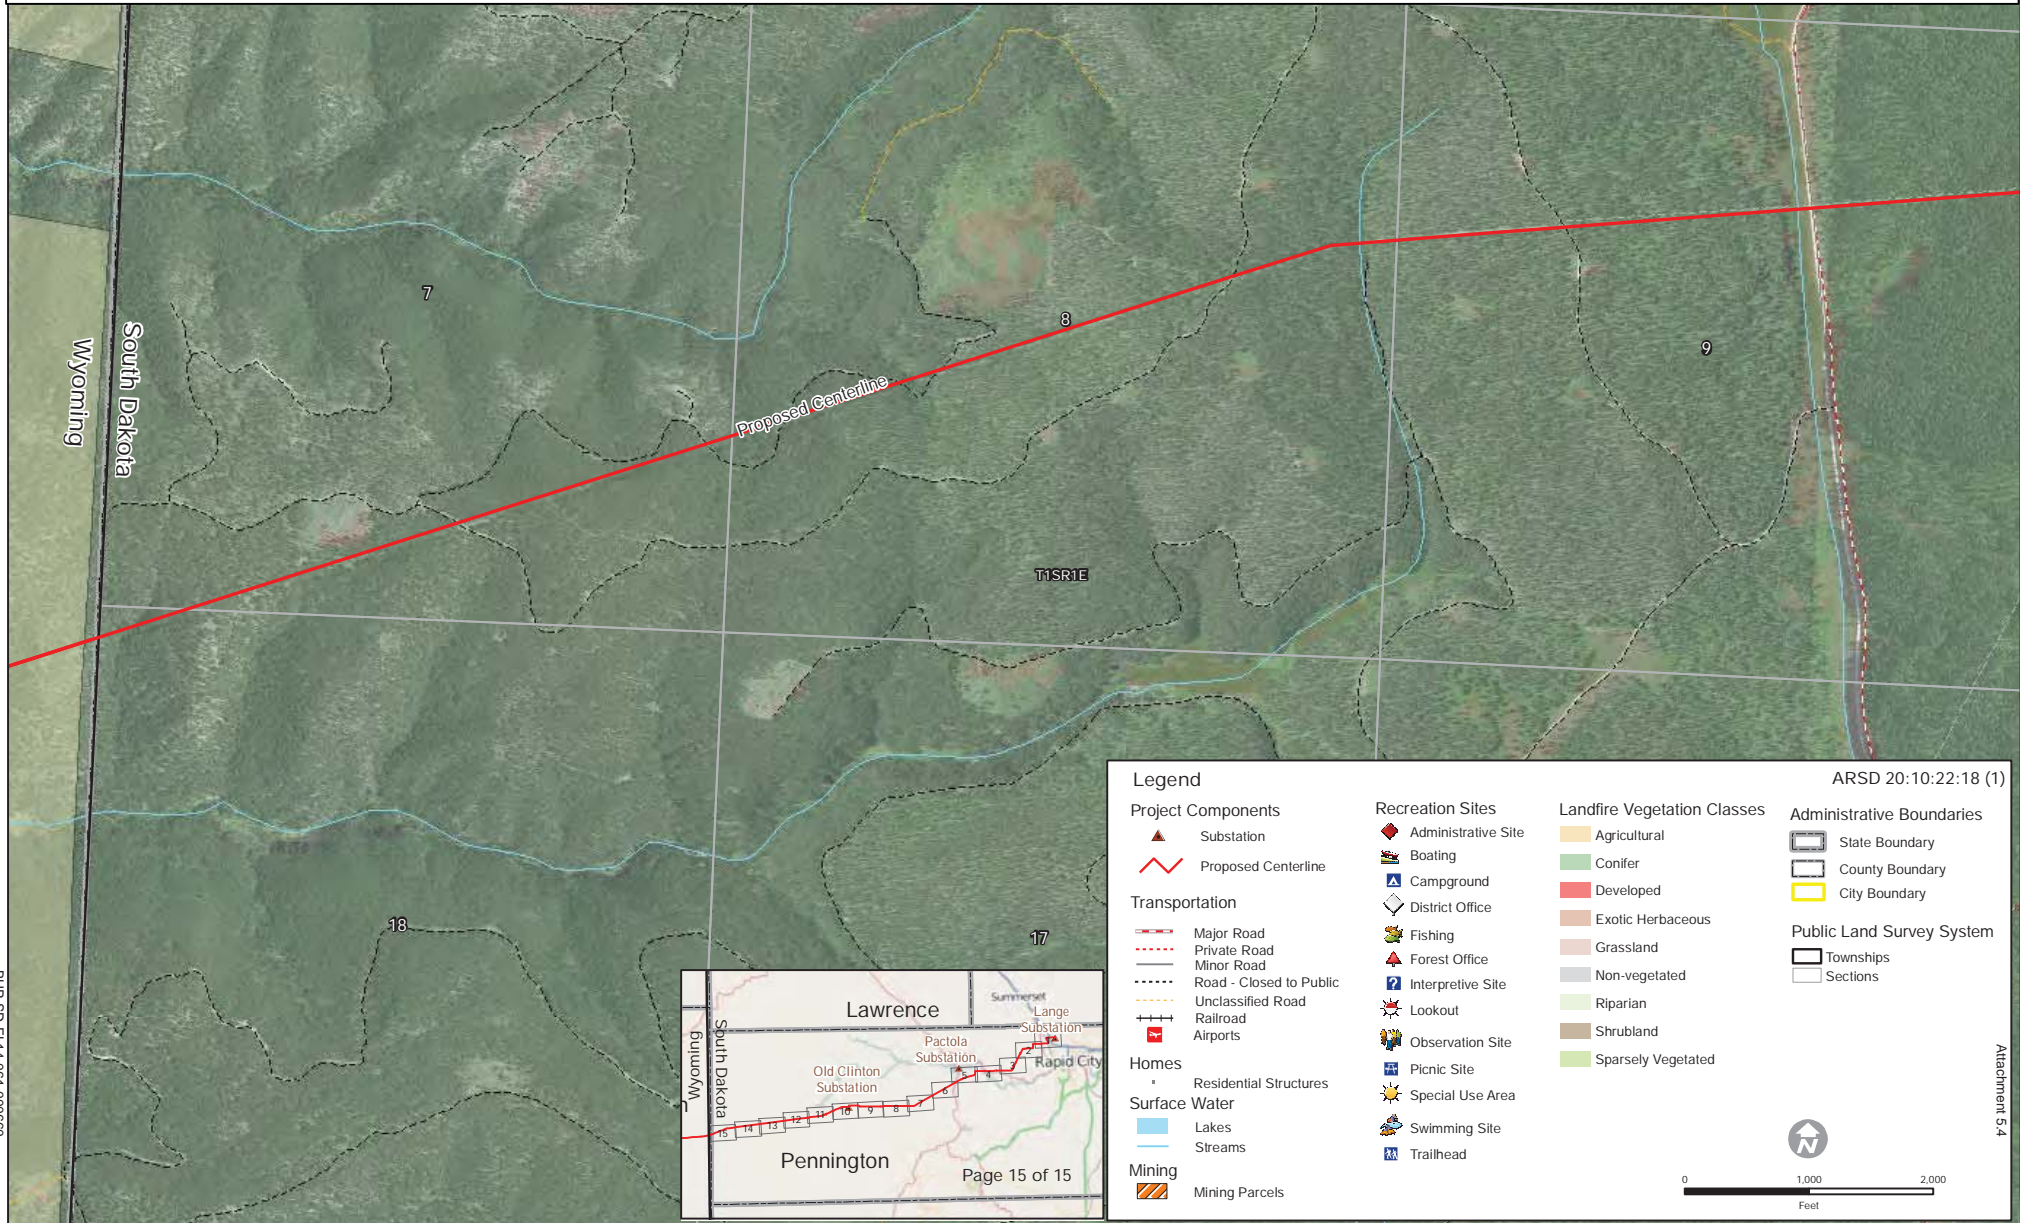 7
8
9
South Dakota
Wyoming
Proposed Centerline
T1SR1E
18
17
Legend
ARSD 20:10:22:18 (1)
Project Components
Substation
Proposed Centerline
Transportation
Major Road
Private Road
Minor Road
Road - Closed to Public
Unclassified Road
Railroad
Airports
Homes
Residential Structures
Surface Water
Lakes
Streams
Mining
Mining Parcels
Recreation Sites
Administrative Site
Boating
Campground
District Office
Fishing
Forest Office
Interpretive Site
Lookout
Observation Site
Picnic Site
Special Use Area
Swimming Site
Trailhead
Landfire Vegetation Classes
Agricultural
Conifer
Developed
Exotic Herbaceous
Grassland
Non-vegetated
Riparian
Shrubland
Sparsely Vegetated
Administrative Boundaries
State Boundary
County Boundary
City Boundary
Public Land Survey System
Townships
Sections
N
0 1,000 2,000
Feet
Attachment 5.4
Lawrence
Summerset
Lange
Substation
Pactola
Substation
Rapid City
Old Clinton
Substation
South Dakota
Wyoming
15 14 13 12 11 10 9 8 7 6 5 4 3 2
Pennington
Page 15 of 15